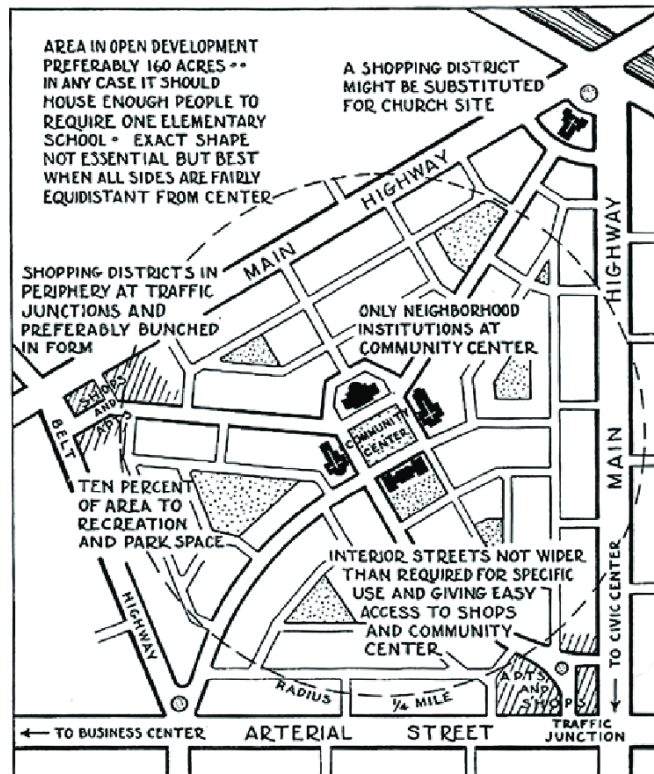 AREA IN OPEN DEVELOPMENT
PREFERABLY 160 ACRES --
IN ANY CASE IT SHOULD
HOUSE ENOUGH PEOPLE TO
REQUIRE ONE ELEMENTARY
SCHOOL - EXACT SHAPE
NOT ESSENTIAL BUT BEST
WHEN ALL SIDES ARE FAIRLY
EQUIDISTANT FROM CENTER
A SHOPPING DISTRICT
MIGHT BE SUBSTITUTED
FOR CHURCH SITE
MAIN HIGHWAY
HIGHWAY
SHOPPING DISTRICTS IN
PERIPHERY AT TRAFFIC
JUNCTIONS AND
PREFERABLY BUNCHED
IN FORM
ONLY NEIGHBORHOOD
INSTITUTIONS AT
COMMUNITY CENTER
SHOPS
AND
APTS
BELT
COMMUNITY
CENTER
MAIN
TEN PERCENT
OF AREA TO
RECREATION
AND PARK SPACE
INTERIOR STREETS NOT WIDER
THAN REQUIRED FOR SPECIFIC
USE AND GIVING EASY
ACCESS TO SHOPS
AND COMMUNITY
CENTER
HIGHWAY
TO CIVIC CENTER
APTS
AND
SHOPS
RADIUS 1/4 MILE
TRAFFIC
JUNCTION
← TO BUSINESS CENTER
ARTERIAL STREET